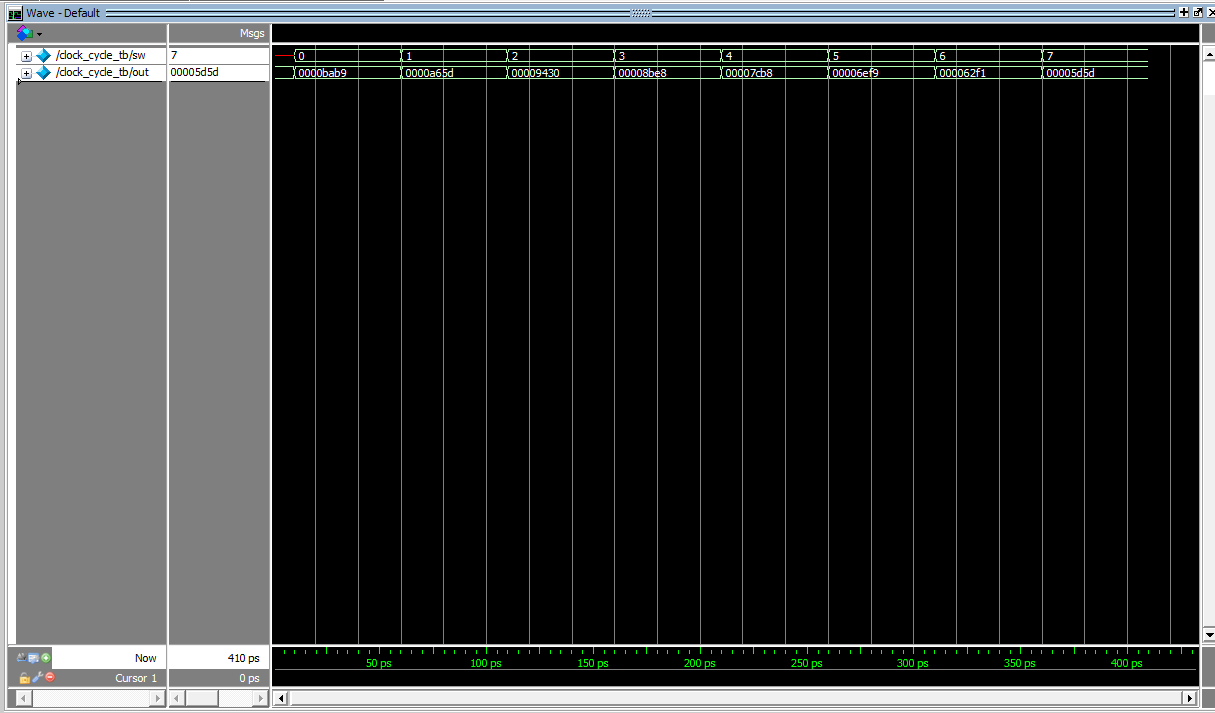 Wave - Default
Msgs
/clock_cycle_tb/sw 7 0 1 2 3 4 5 6 7
/clock_cycle_tb/out 00005d5d 0000bab9 0000a65d 00009430 00008be8 00007cb8 00006ef9 000062f1 00005d5d
Now 410 ps 50 ps 100 ps 150 ps 200 ps 250 ps 300 ps 350 ps 400 ps
Cursor 1 0 ps